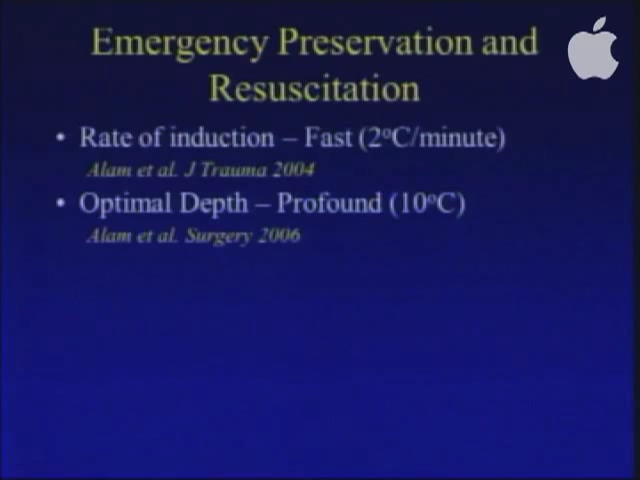 Emergency Preservation and
Resuscitation
• Rate of induction – Fast (2°C/minute)
Alam et al. J Trauma 2004
• Optimal Depth – Profound (10°C)
Alam et al. Surgery 2006